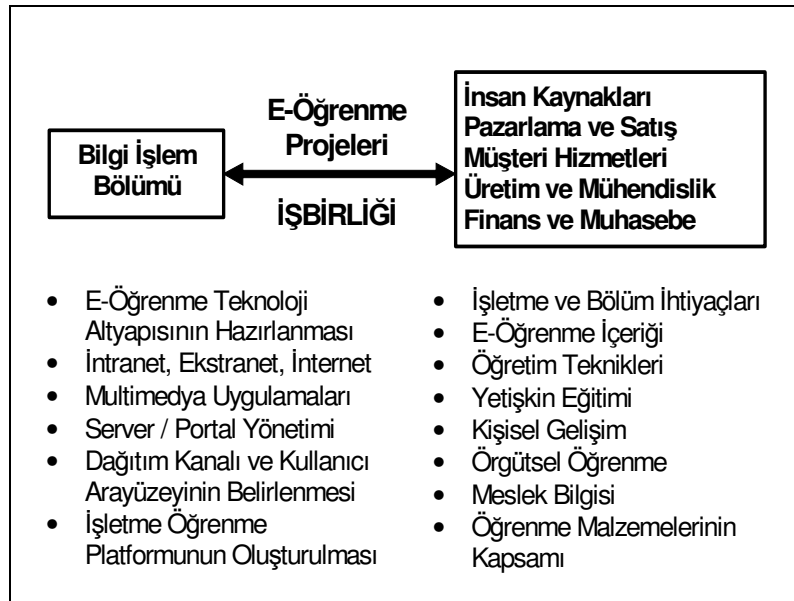 Bilgi İşlem
Bölümü
E-Öğrenme
Projeleri
İŞBİRLİĞİ
İnsan Kaynakları
Pazarlama ve Satış
Müşteri Hizmetleri
Üretim ve Mühendislik
Finans ve Muhasebe
• E-Öğrenme Teknoloji
Altyapısının Hazırlanması
• İntranet, Ekstranet, İnternet
• Multimedya Uygulamaları
• Server / Portal Yönetimi
• Dağıtım Kanalı ve Kullanıcı
Arayüzeyinin Belirlenmesi
• İşletme Öğrenme
Platformunun Oluşturulması
• İşletme ve Bölüm İhtiyaçları
• E-Öğrenme İçeriği
• Öğretim Teknikleri
• Yetişkin Eğitimi
• Kişisel Gelişim
• Örgütsel Öğrenme
• Meslek Bilgisi
• Öğrenme Malzemelerinin
Kapsamı